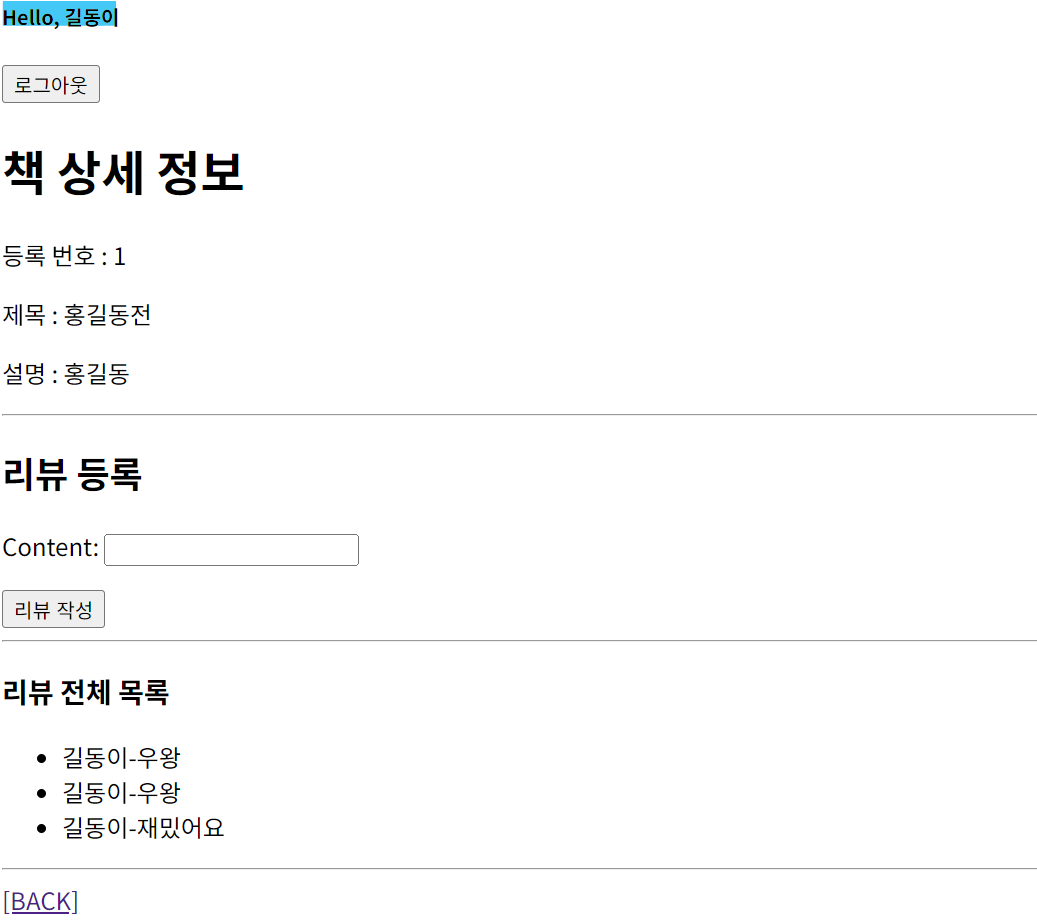 Hello, 길동이
로그아웃
책 상세 정보
등록 번호 : 1
제목 : 홍길동전
설명 : 홍길동
리뷰 등록
Content:
리뷰 작성
리뷰 전체 목록
길동이-우왕
길동이-우왕
길동이-재밌어요
[BACK]